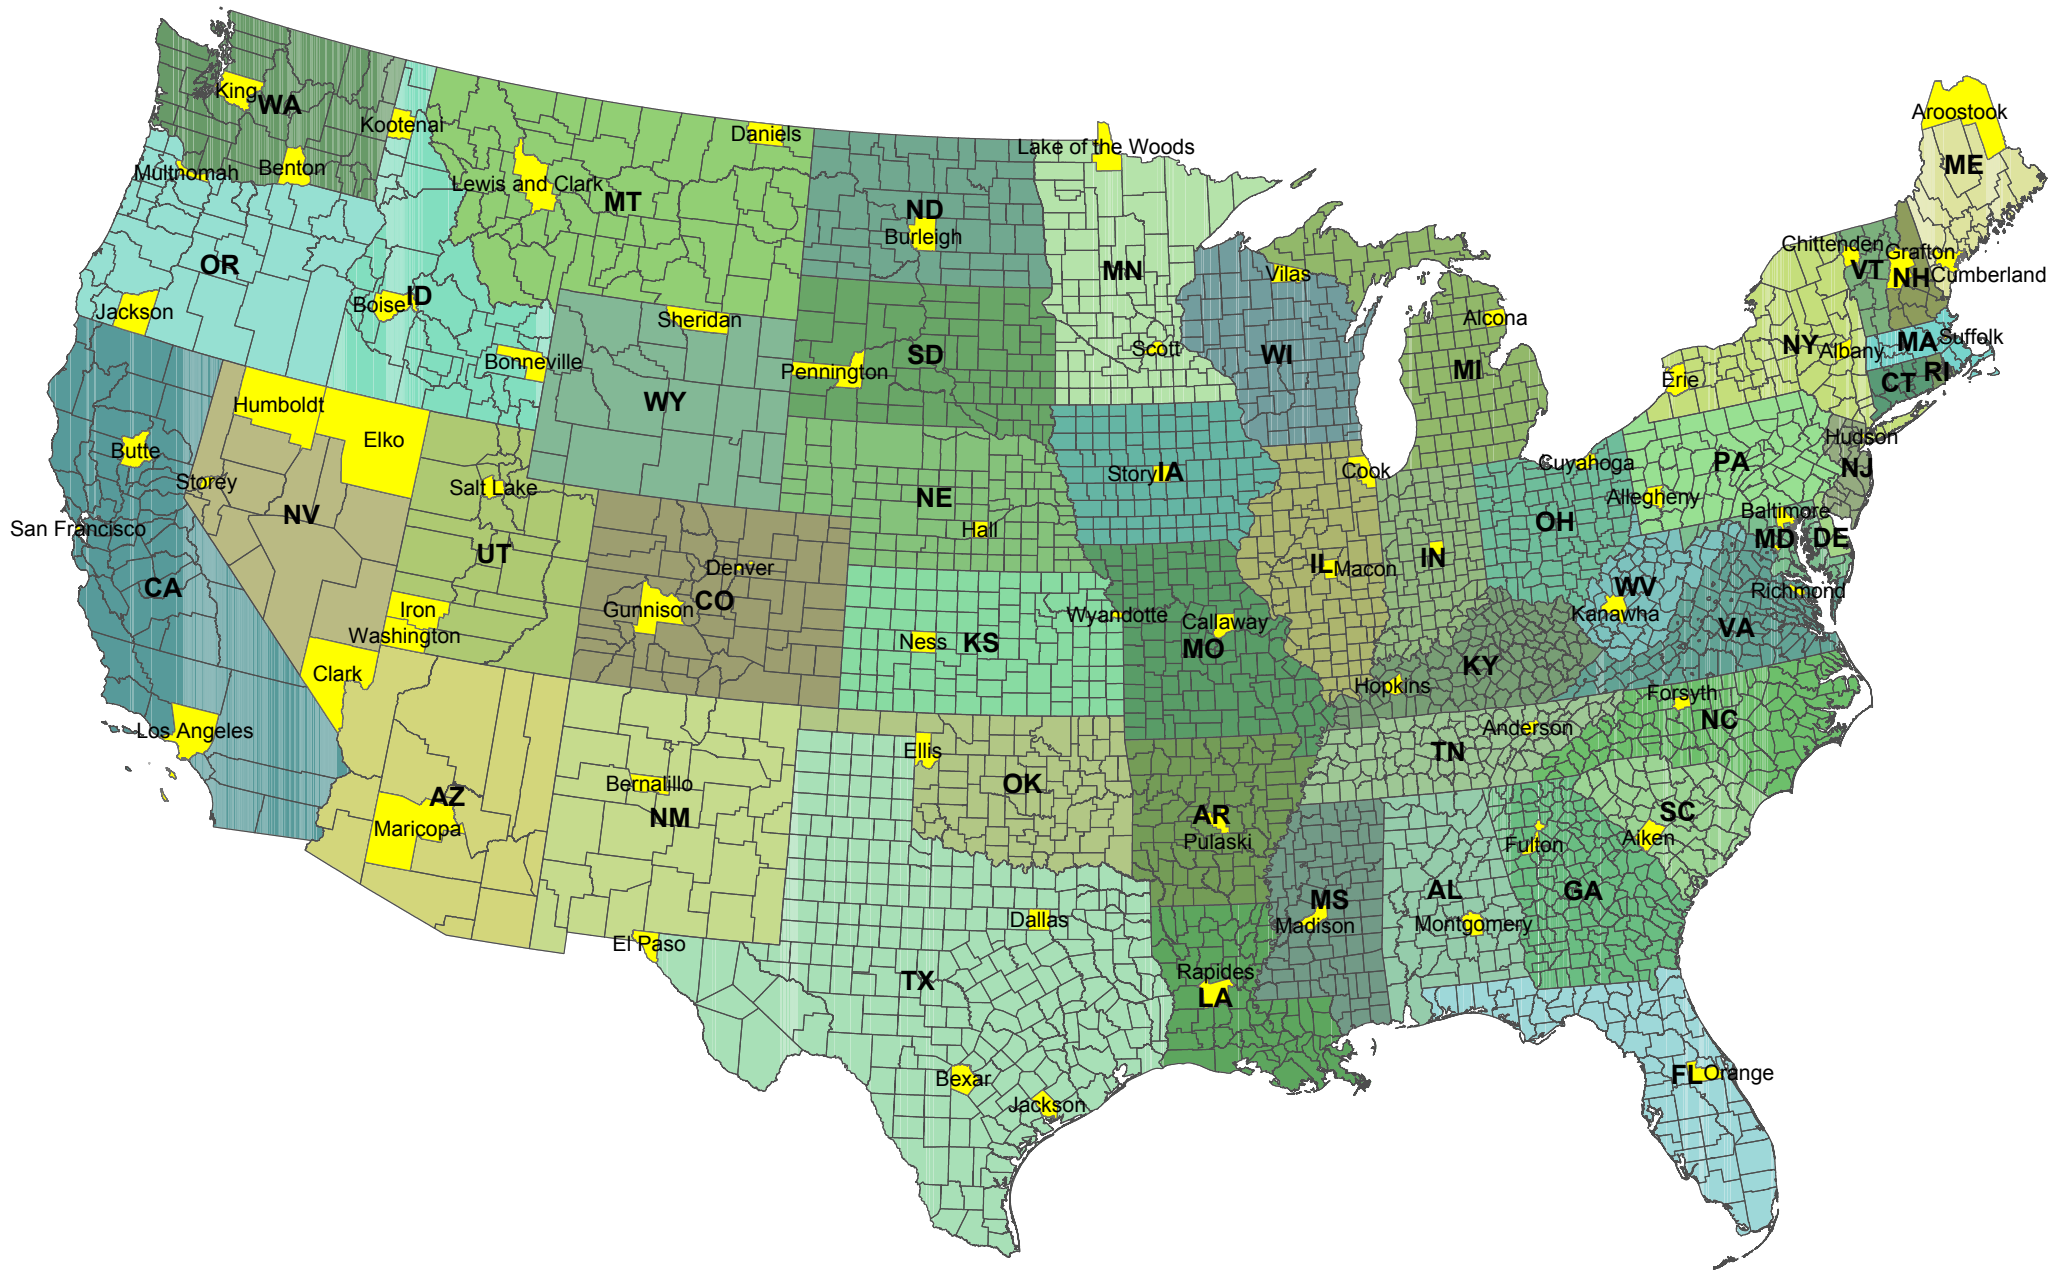 King
WA
Kootenai
Daniels
Multnomah
Benton
Lewis and Clark
MT
ND
Burleigh
Lake of the Woods
MN
Aroostook
ME
OR
Jackson
Boise
ID
Bonneville
Sheridan
WY
Pennington
SD
Scott
Vilas
WI
Alcona
MI
Chittenden
Grafton
VT
NH
Cumberland
NY
Albany
MA
Suffolk
CT
RI
Erie
Humboldt
Elko
Butte
Storey
NV
San Francisco
CA
Salt Lake
UT
Iron
Washington
Clark
Los Angeles
Denver
Gunnison
CO
NE
Hall
Ness
KS
Wyandotte
Story
IA
Callaway
MO
Cook
IL
Macon
IN
Cuyahoga
OH
Allegheny
PA
Hudson
NJ
Baltimore
MD
DE
WV
Kanawha
Richmond
VA
Hopkins
KY
Forsyth
NC
Anderson
TN
AZ
Maricopa
Bernalillo
NM
El Paso
Ellis
OK
AR
Pulaski
Dallas
TX
Bexar
Jackson
Rapides
LA
MS
Madison
AL
Montgomery
Fulton
GA
Aiken
SC
FL
Orange